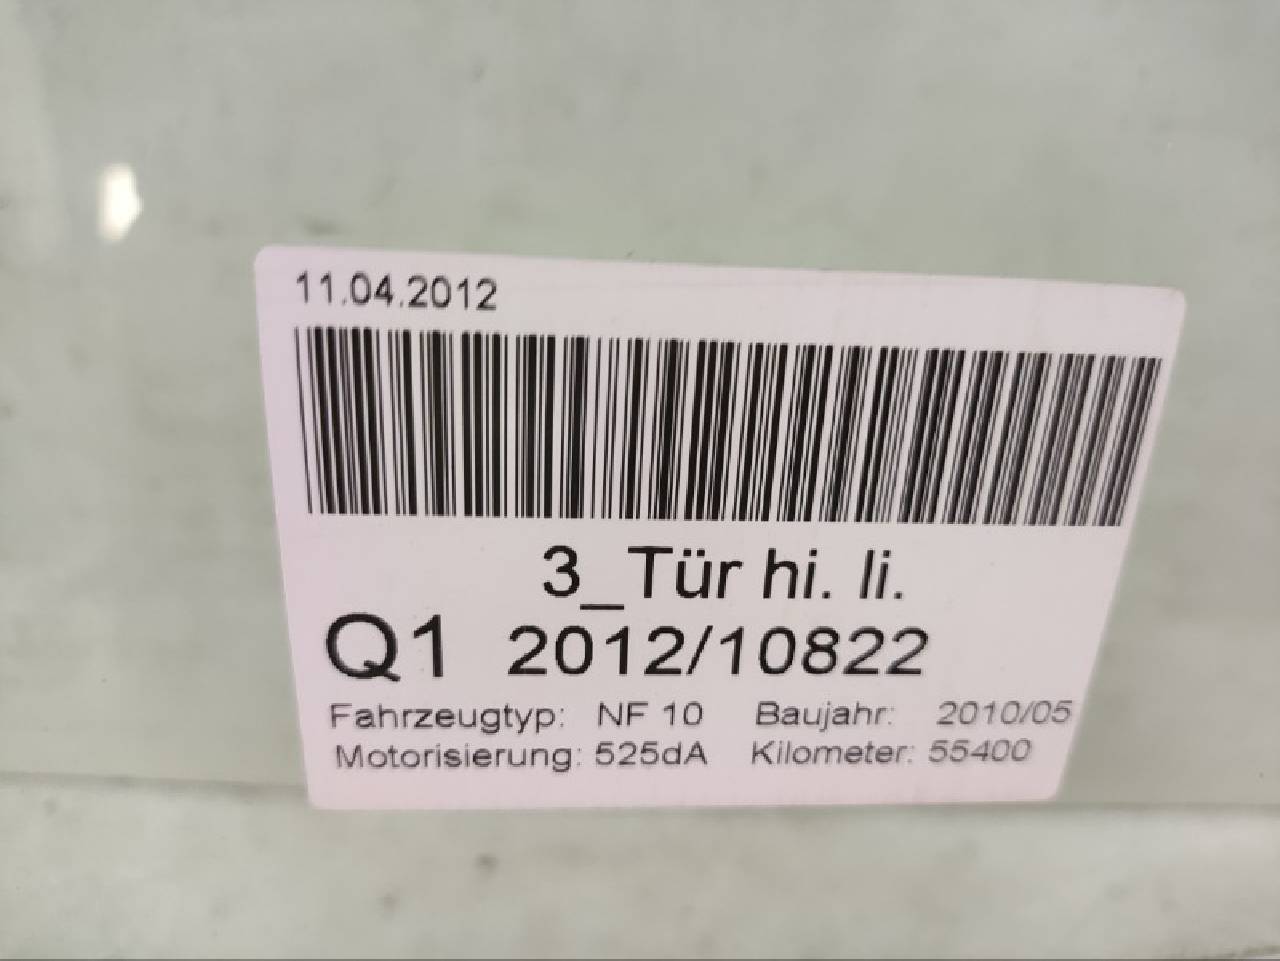 11.04.2012
3_Tür hi. li.
Q1 2012/10822
Fahrzeugtyp: NF 10 Baujahr: 2010/05
Motorisierung: 525dA Kilometer: 55400